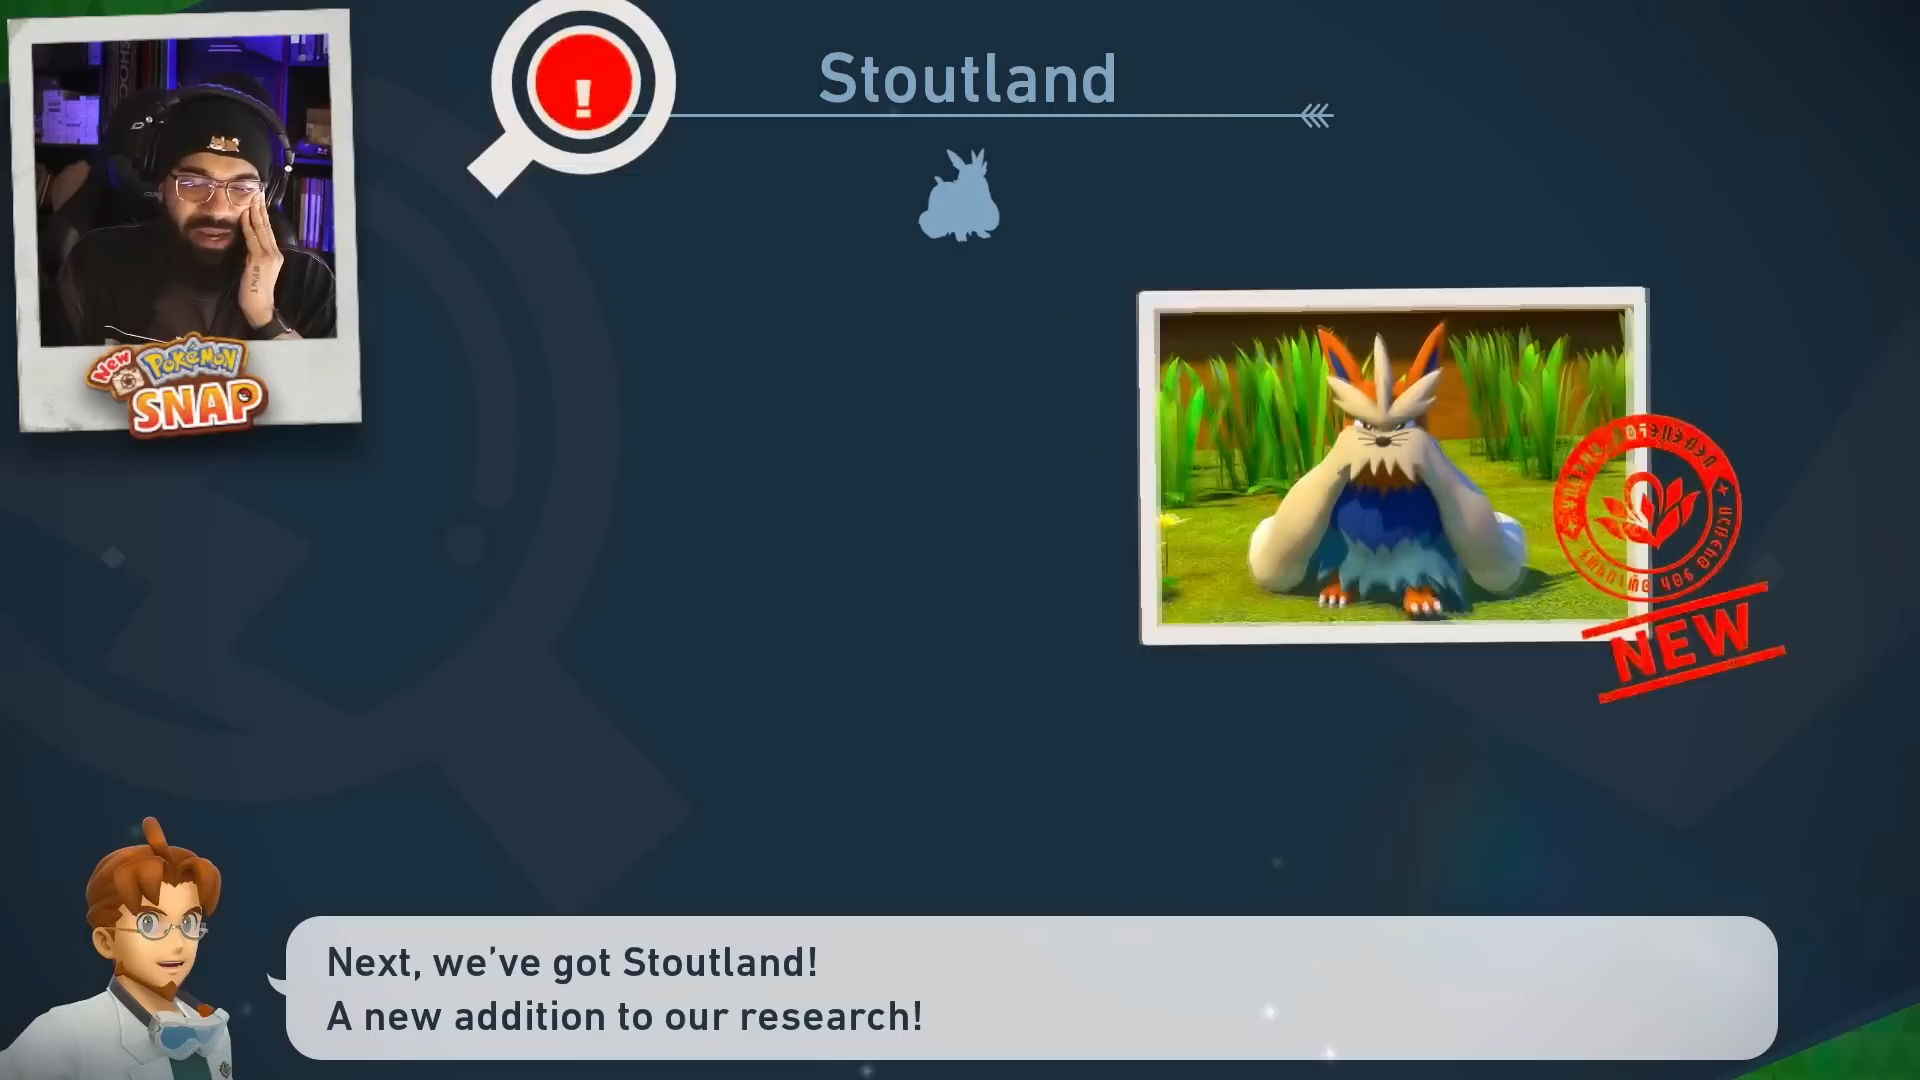 Stoutland
!
New
Pokémon
SNAP
NEW
Next, we've got Stoutland!
A new addition to our research!